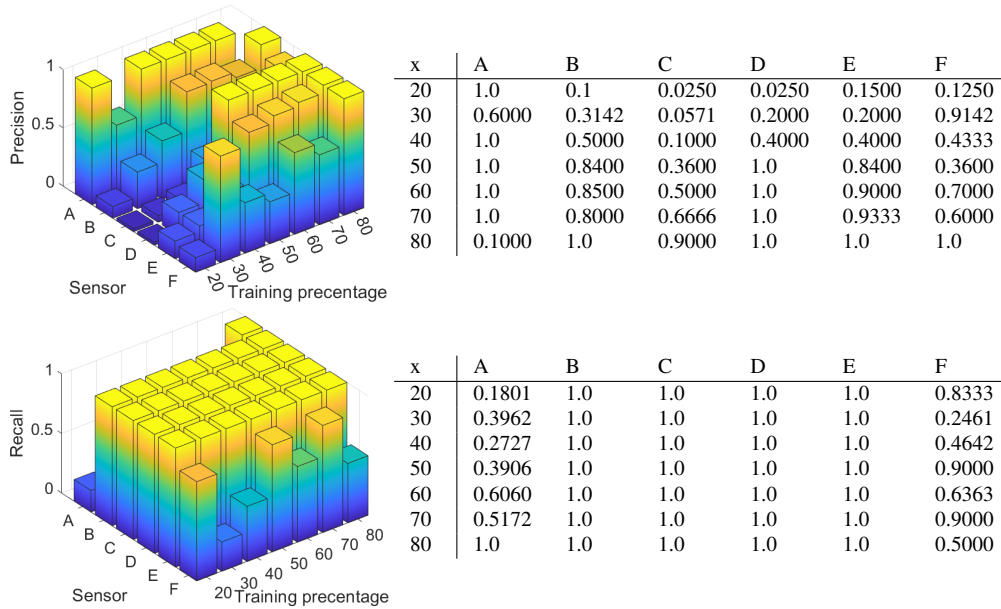 1
0.5
0
Precision
A
B
C
D
E
F
Sensor
20
30
40
50
60
70
80
Training precentage
x A B C D E F
20 1.0 0.1 0.0250 0.0250 0.1500 0.1250
30 0.6000 0.3142 0.0571 0.2000 0.2000 0.9142
40 1.0 0.5000 0.1000 0.4000 0.4000 0.4333
50 1.0 0.8400 0.3600 1.0 0.8400 0.3600
60 1.0 0.8500 0.5000 1.0 0.9000 0.7000
70 1.0 0.8000 0.6666 1.0 0.9333 0.6000
80 0.1000 1.0 0.9000 1.0 1.0 1.0
1
0.5
0
Recall
A
B
C
D
E
F
Sensor
20
30
40
50
60
70
80
Training precentage
x A B C D E F
20 0.1801 1.0 1.0 1.0 1.0 0.8333
30 0.3962 1.0 1.0 1.0 1.0 0.2461
40 0.2727 1.0 1.0 1.0 1.0 0.4642
50 0.3906 1.0 1.0 1.0 1.0 0.9000
60 0.6060 1.0 1.0 1.0 1.0 0.6363
70 0.5172 1.0 1.0 1.0 1.0 0.9000
80 1.0 1.0 1.0 1.0 1.0 0.5000